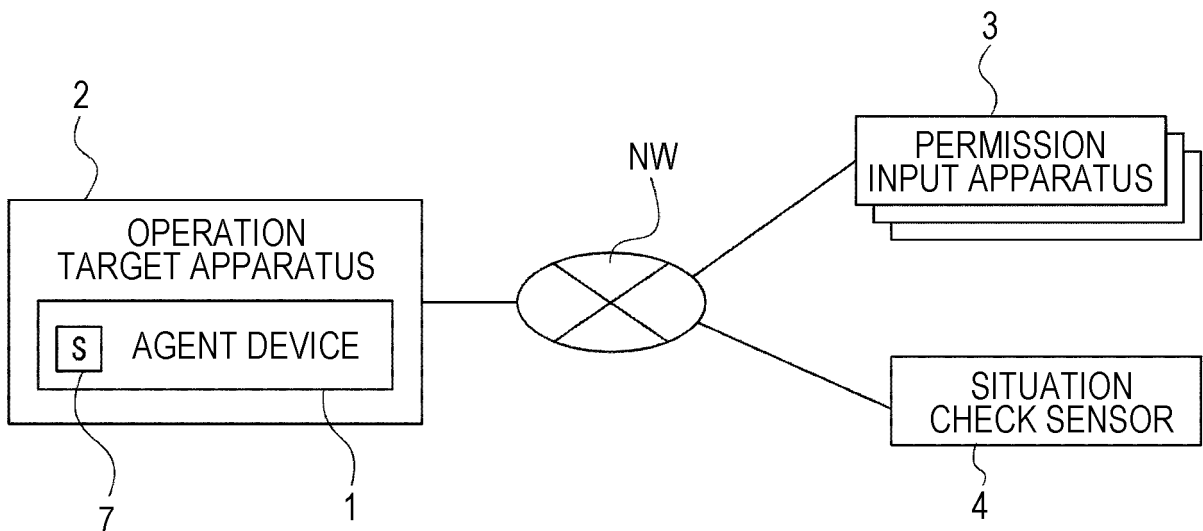 3
2
PERMISSION
INPUT APPARATUS
NW
OPERATION
TARGET APPARATUS
S
AGENT DEVICE
SITUATION
CHECK SENSOR
7
1
4